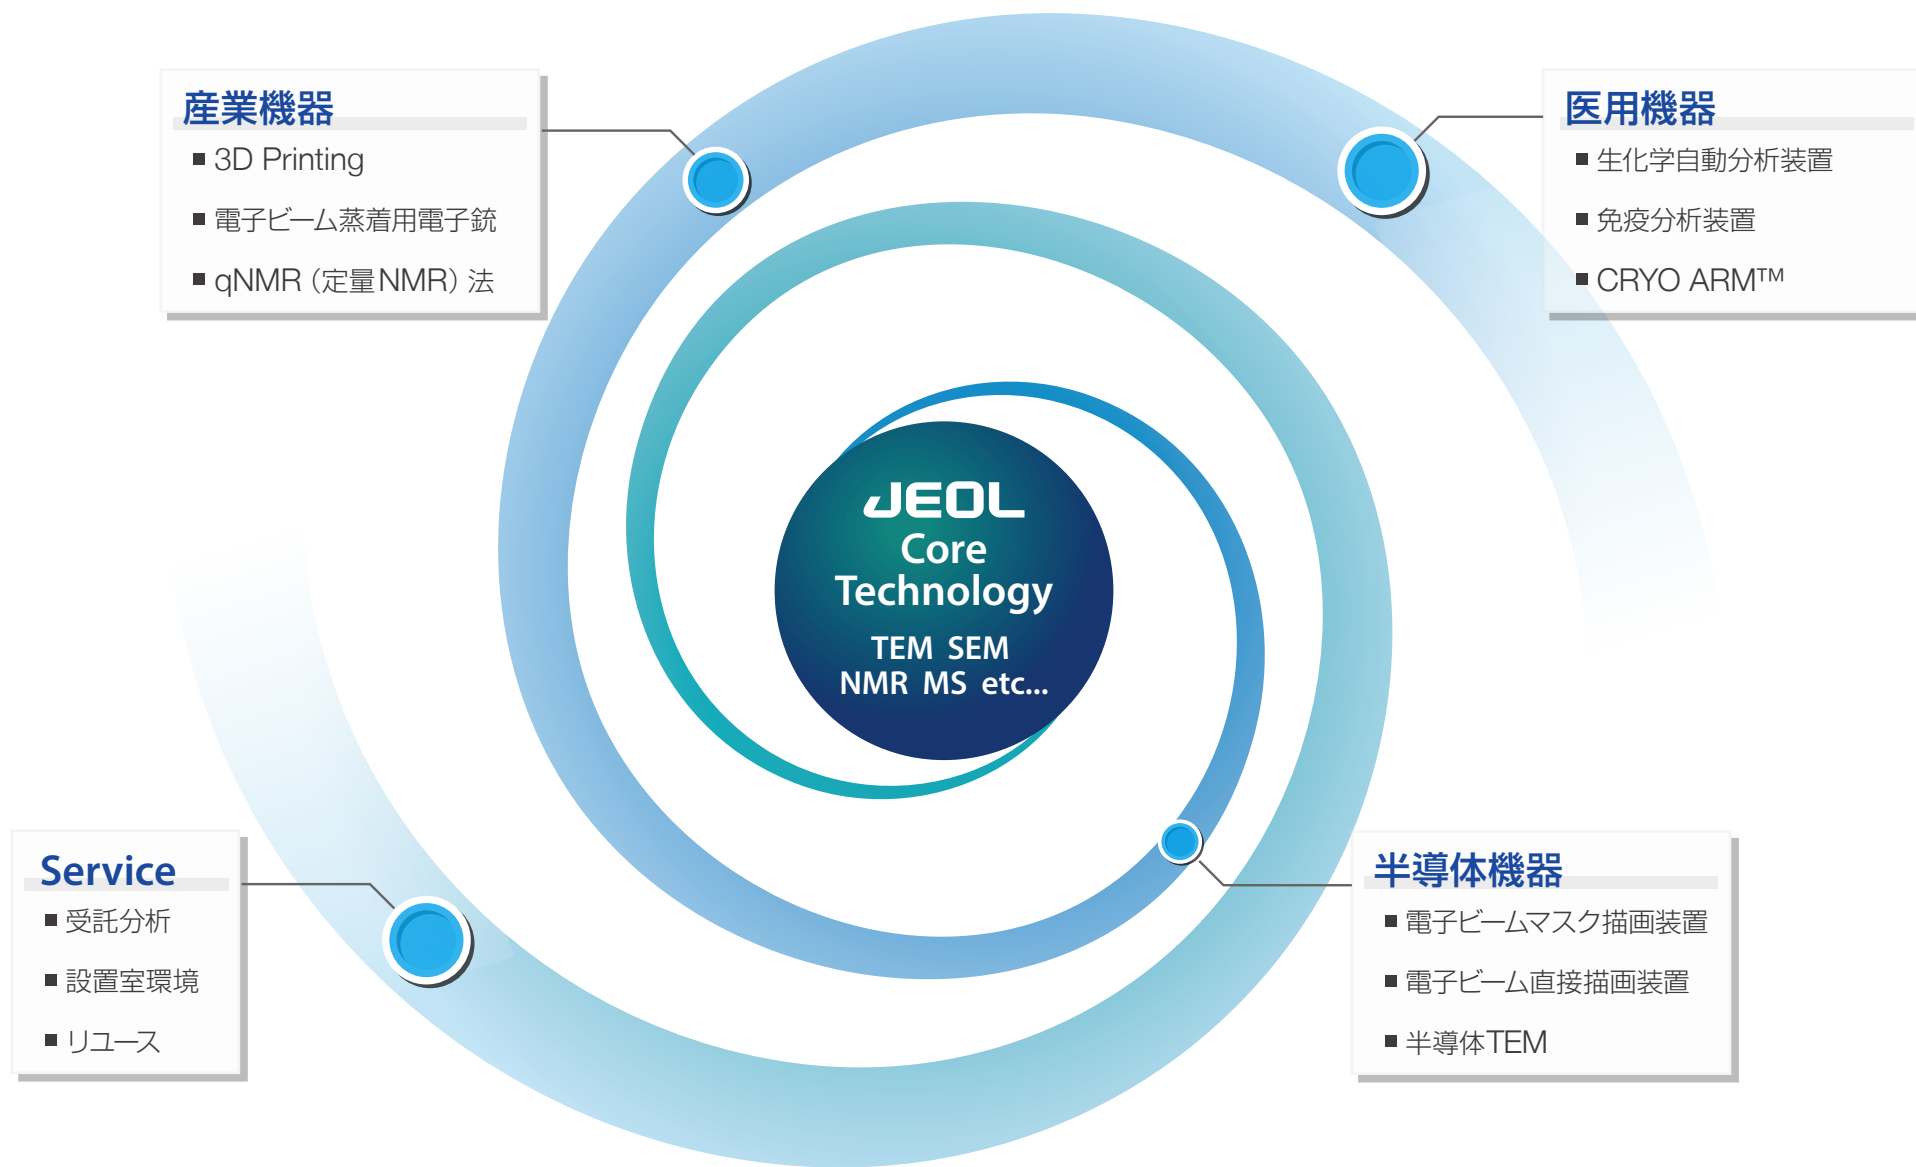 産業機器
■ 3D Printing
■ 電子ビーム蒸着用電子銃
■ qNMR（定量NMR）法
医用機器
■ 生化学自動分析装置
■ 免疫分析装置
■ CRYO ARM™
JEOL
Core
Technology
TEM SEM
NMR MS etc...
Service
■ 受託分析
■ 設置室環境
■ リユース
半導体機器
■ 電子ビームマスク描画装置
■ 電子ビーム直接描画装置
■ 半導体TEM